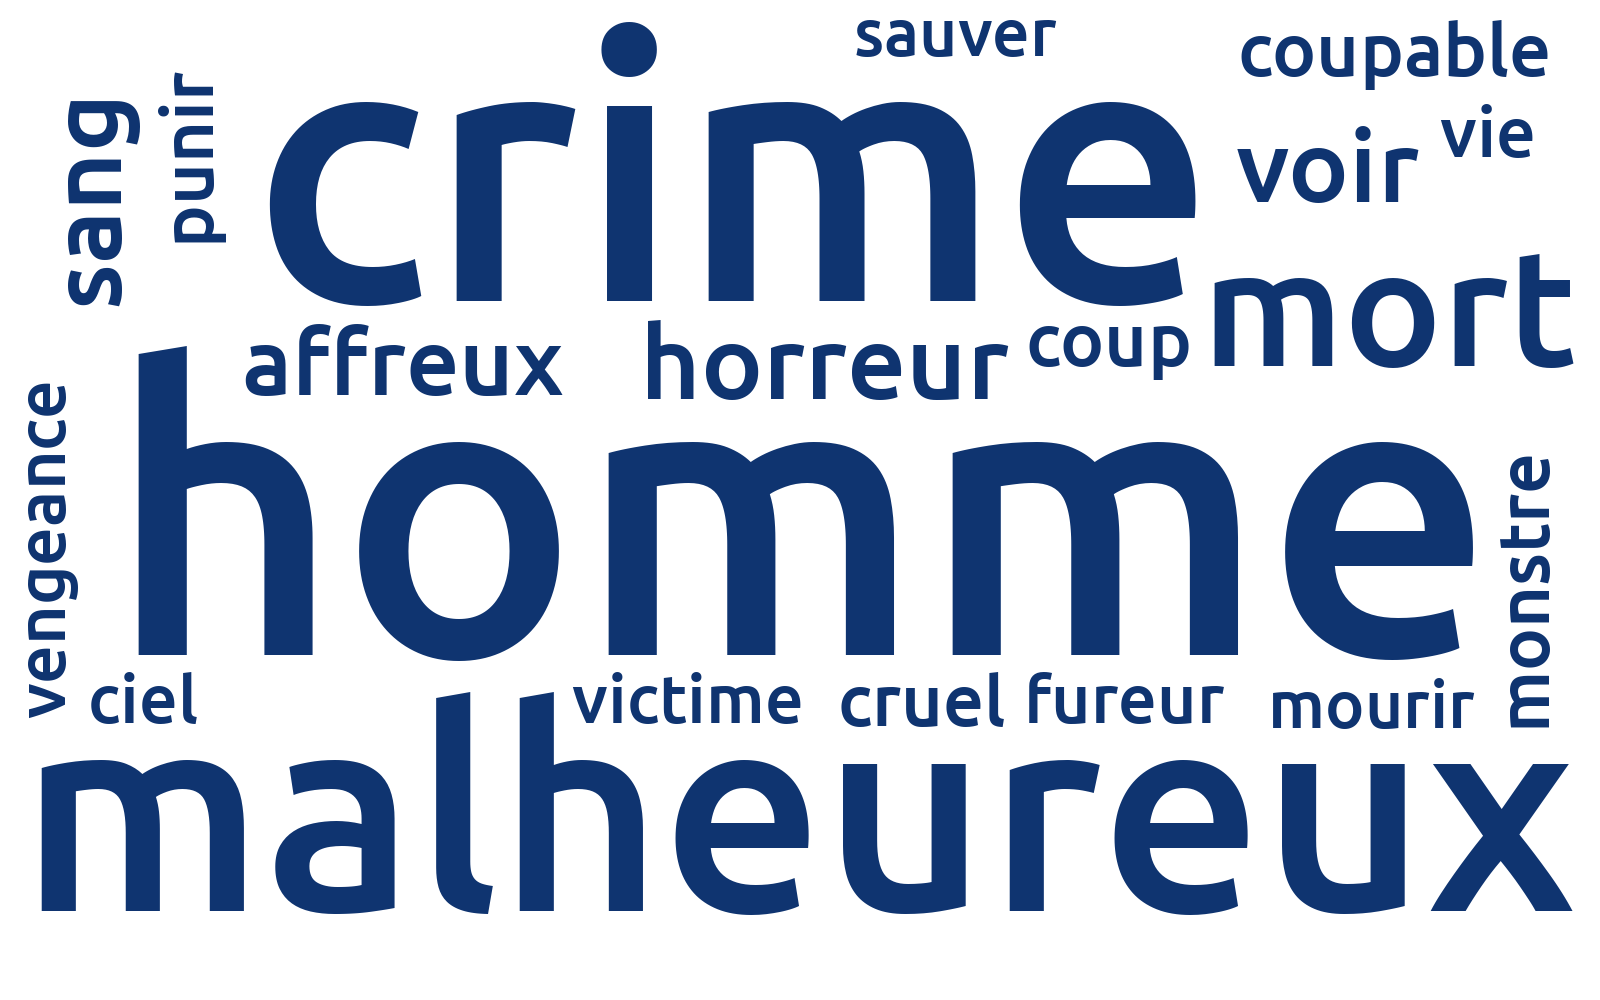 sauver
coupable
sang
punir
crime
voir
vie
mort
affreux
horreur
coup
vengeance
homme
monstre
ciel
victime
cruel
fureur
mourir
malheureux